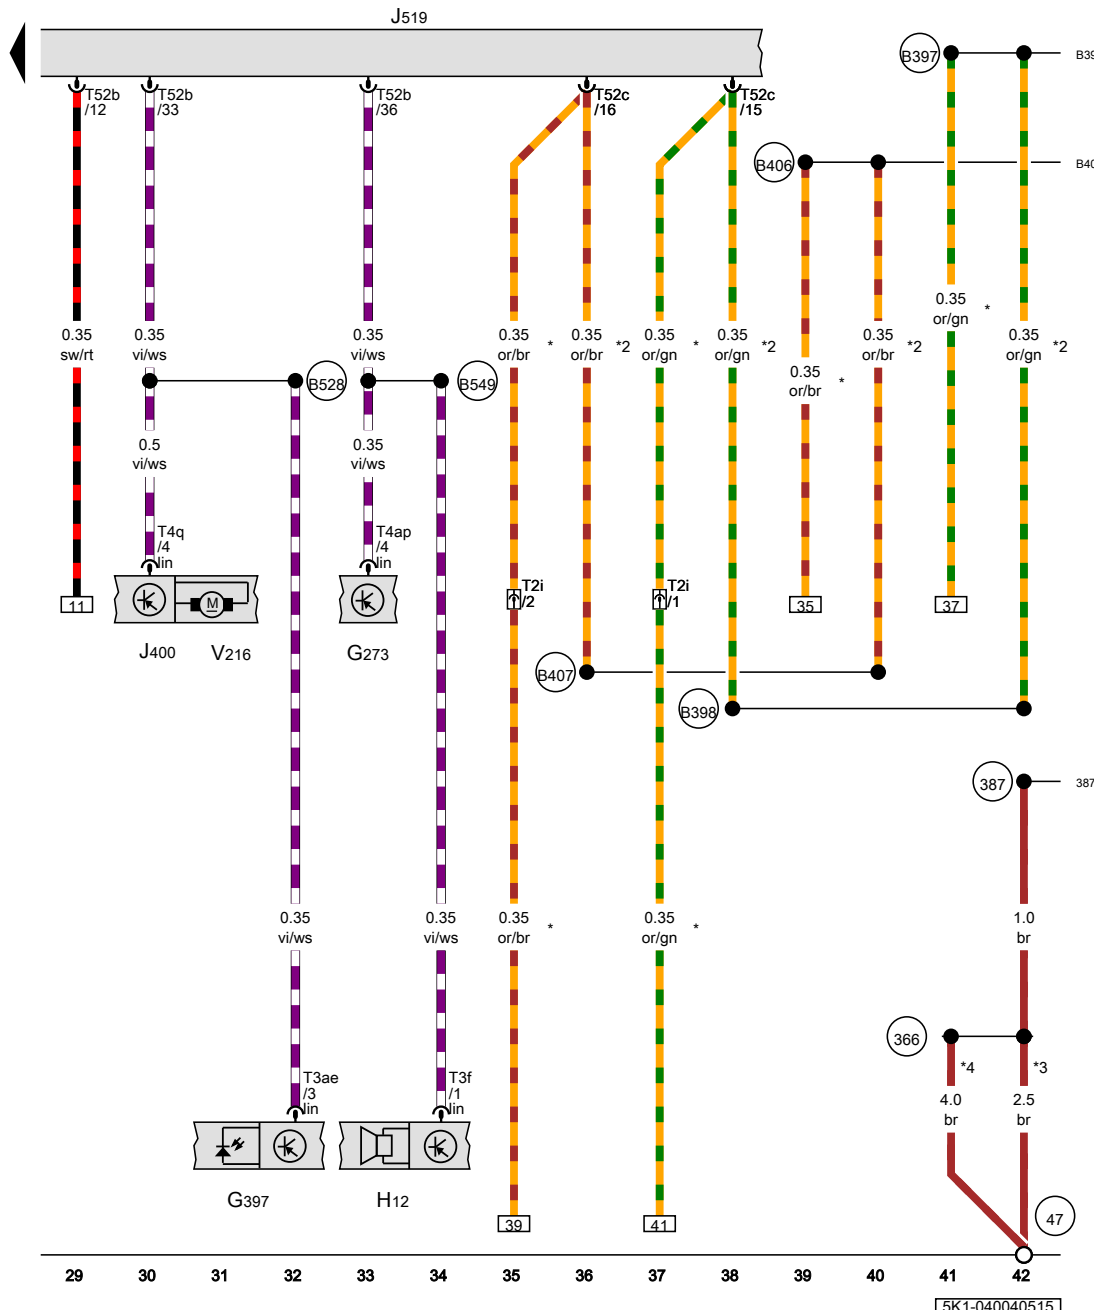 J519
B397
B39
T52b
/12
T52b
/33
T52b
/36
T52c
/16
T52c
/15
B406
B40
0.35
sw/rt
0.35
vi/ws
0.35
vi/ws
0.35
or/br
*
0.35
or/br
*2
0.35
or/gn
*
0.35
or/gn
*2
0.35
or/br
*
0.35
or/br
*2
0.35
or/gn
*
0.35
or/gn
*2
B528
B549
0.5
vi/ws
0.35
vi/ws
T4q
/4
lin
T4ap
/4
lin
T2i
/2
T2i
/1
11
M
35
37
J400
V216
G273
B407
B398
387
387
0.35
vi/ws
0.35
vi/ws
0.35
or/br
*
0.35
or/gn
*
1.0
br
366
*4
*3
4.0
br
2.5
br
T3ae
/3
lin
T3f
/1
lin
G397
H12
39
41
47
29 30 31 32 33 34 35 36 37 38 39 40 41 42
5K1-040040515